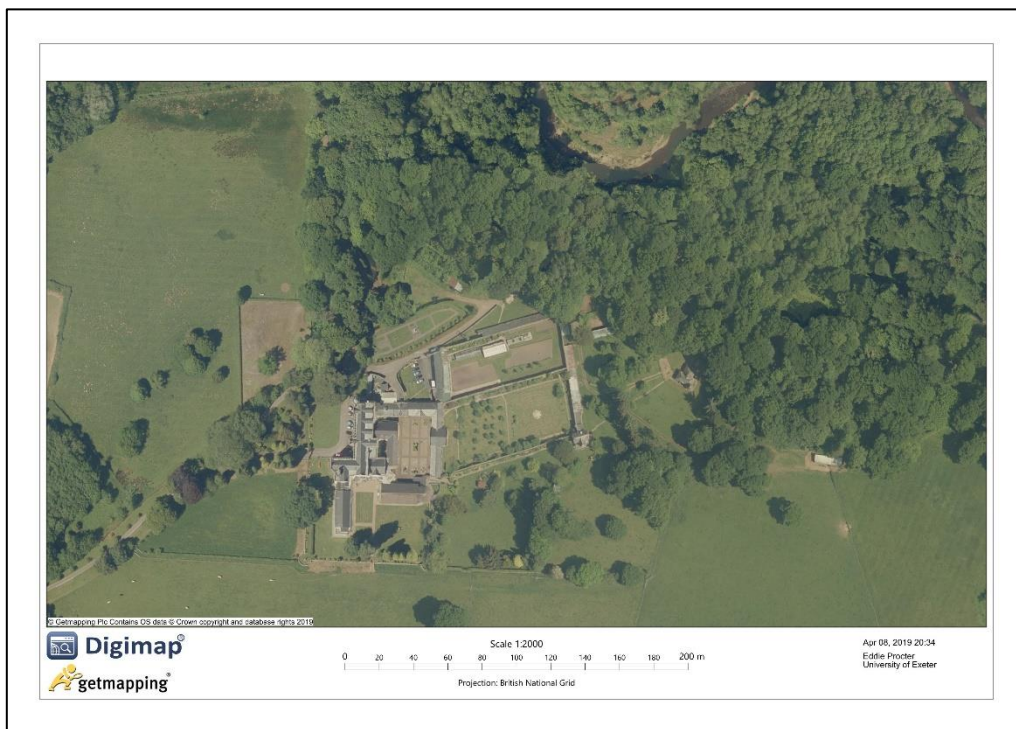 © Getmapping Plc Contains OS data © Crown copyright and database rights 2019
Digimap®
getmapping®
Scale 1:2000
0 20 40 60 80 100 120 140 160 180 200 m
Projection: British National Grid
Apr 08, 2019 20:34
Eddie Procter
University of Exeter